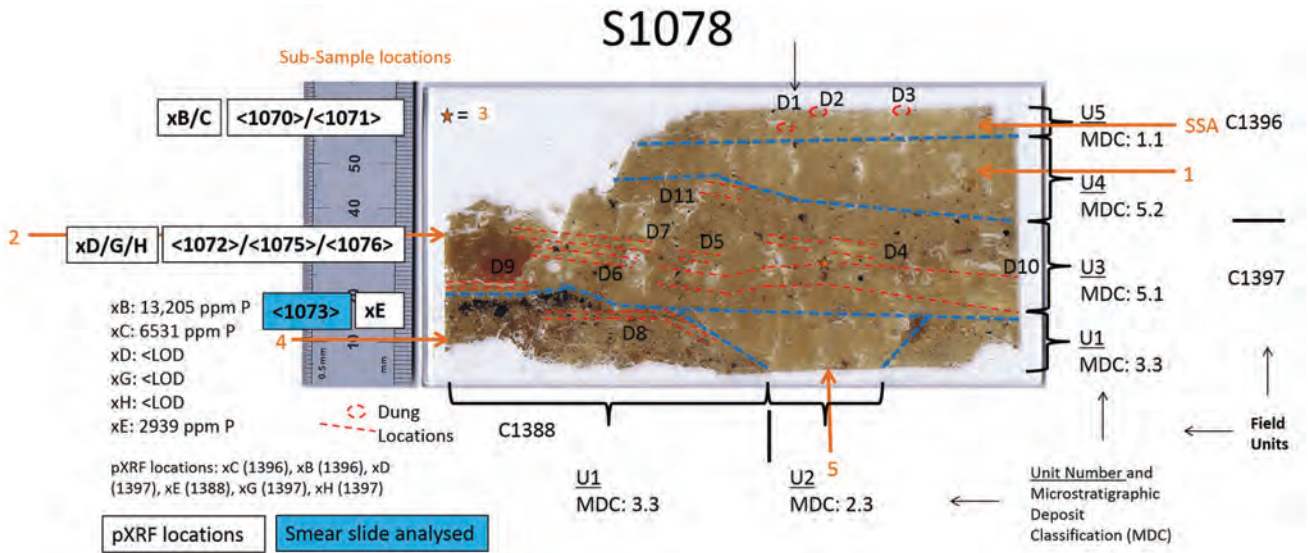 S1078
Sub-Sample locations
xB/C <1070>/<1071>
= 3
D1 D2 D3
U5
MDC: 1.1
SSA C1396
50
40
1
U4
MDC: 5.2
D11
2
xD/G/H <1072>/<1075>/<1076>
D7 D5 D4
D9 D6 D10
U3
MDC: 5.1
C1397
<1073> xE
10
4
D8
U1
MDC: 3.3
0.5mm mm
xB: 13,205 ppm P
xC: 6531 ppm P
xD: <LOD
xG: <LOD
xH: <LOD
xE: 2939 ppm P
Dung
Locations
C1388
5
Field
Units
pXRF locations: xC (1396), xB (1396), xD
(1397), xE (1388), xG (1397), xH (1397)
U1
MDC: 3.3
U2
MDC: 2.3
Unit Number and
Microstratigraphic
Deposit
Classification (MDC)
pXRF locations
Smear slide analysed